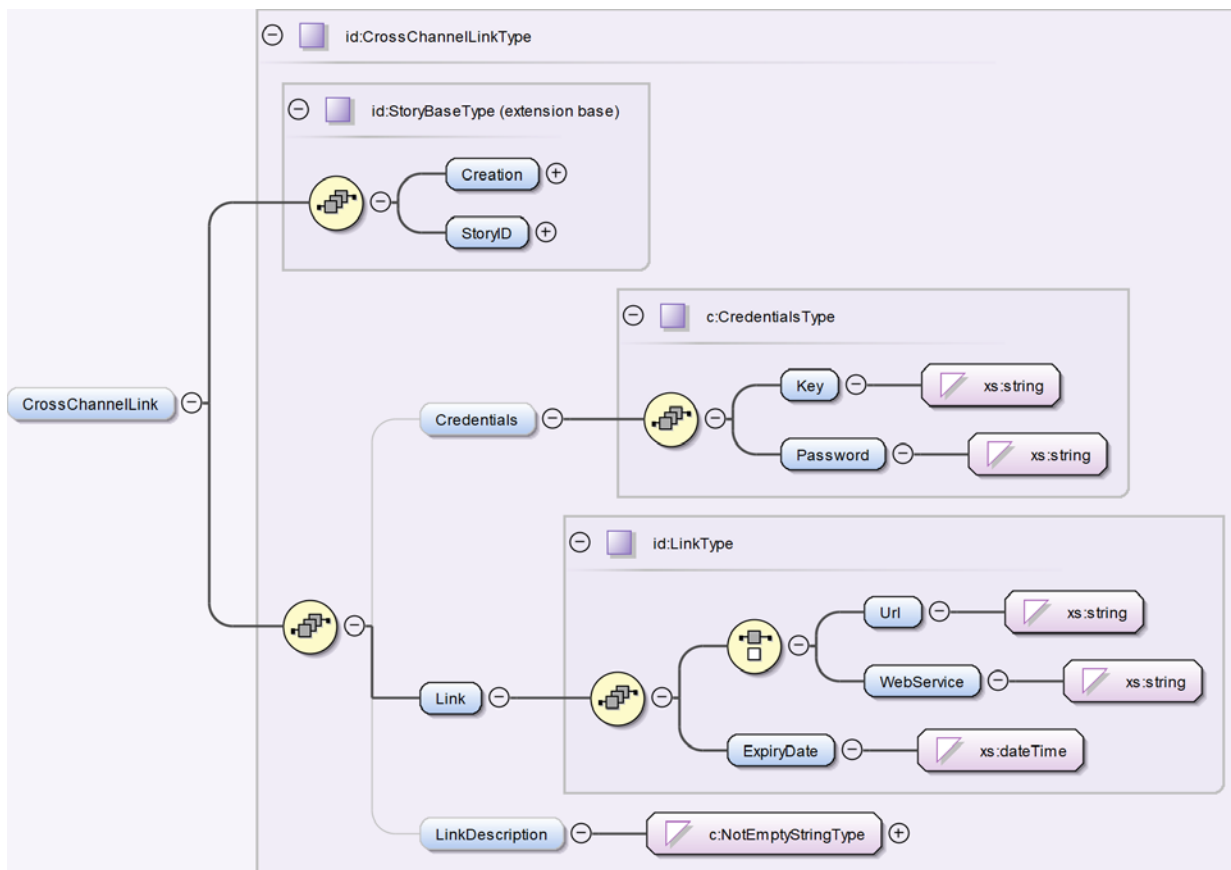 id:CrossChannelLinkType
id:StoryBaseType (extension base)
Creation
StoryID
CrossChannelLink
c:CredentialsType
Credentials
Key
xs:string
Password
xs:string
id:LinkType
Link
Url
xs:string
WebService
xs:string
ExpiryDate
xs:dateTime
LinkDescription
c:NotEmptyStringType